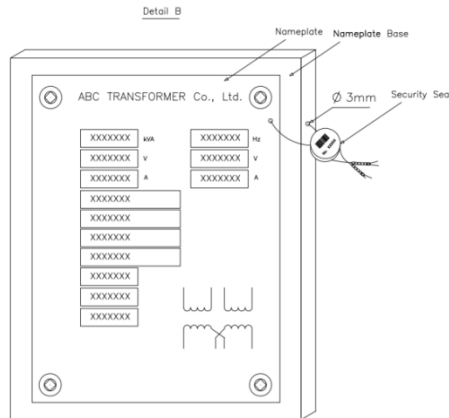 Detail B
Nameplate
Nameplate Base
Ø 3mm
Security Sea
ABC TRANSFORMER Co., Ltd.
XXXXXXX kVA XXXXXXX Hz
XXXXXXX V XXXXXXX V
XXXXXXX A XXXXXXX A
XXXXXXX
XXXXXXX
XXXXXXX
XXXXXXX
XXXXXXX
XXXXXXX
XXXXXXX